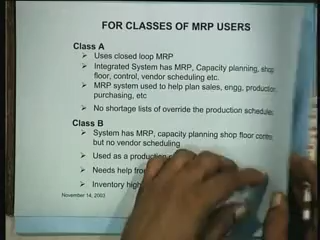 FOR CLASSES OF MRP USERS
Class A
➢ Uses closed loop MRP
➢ Integrated System has MRP, Capacity planning, shop
floor, control, vendor scheduling etc.
➢ MRP system used to help plan sales, engg, production
purchasing, etc
➢ No shortage lists of override the production schedules
Class B
➢ System has MRP, capacity planning shop floor control
but no vendor scheduling
➢ Used as a production
➢ Needs help from
➢ Inventory high
November 14, 2003